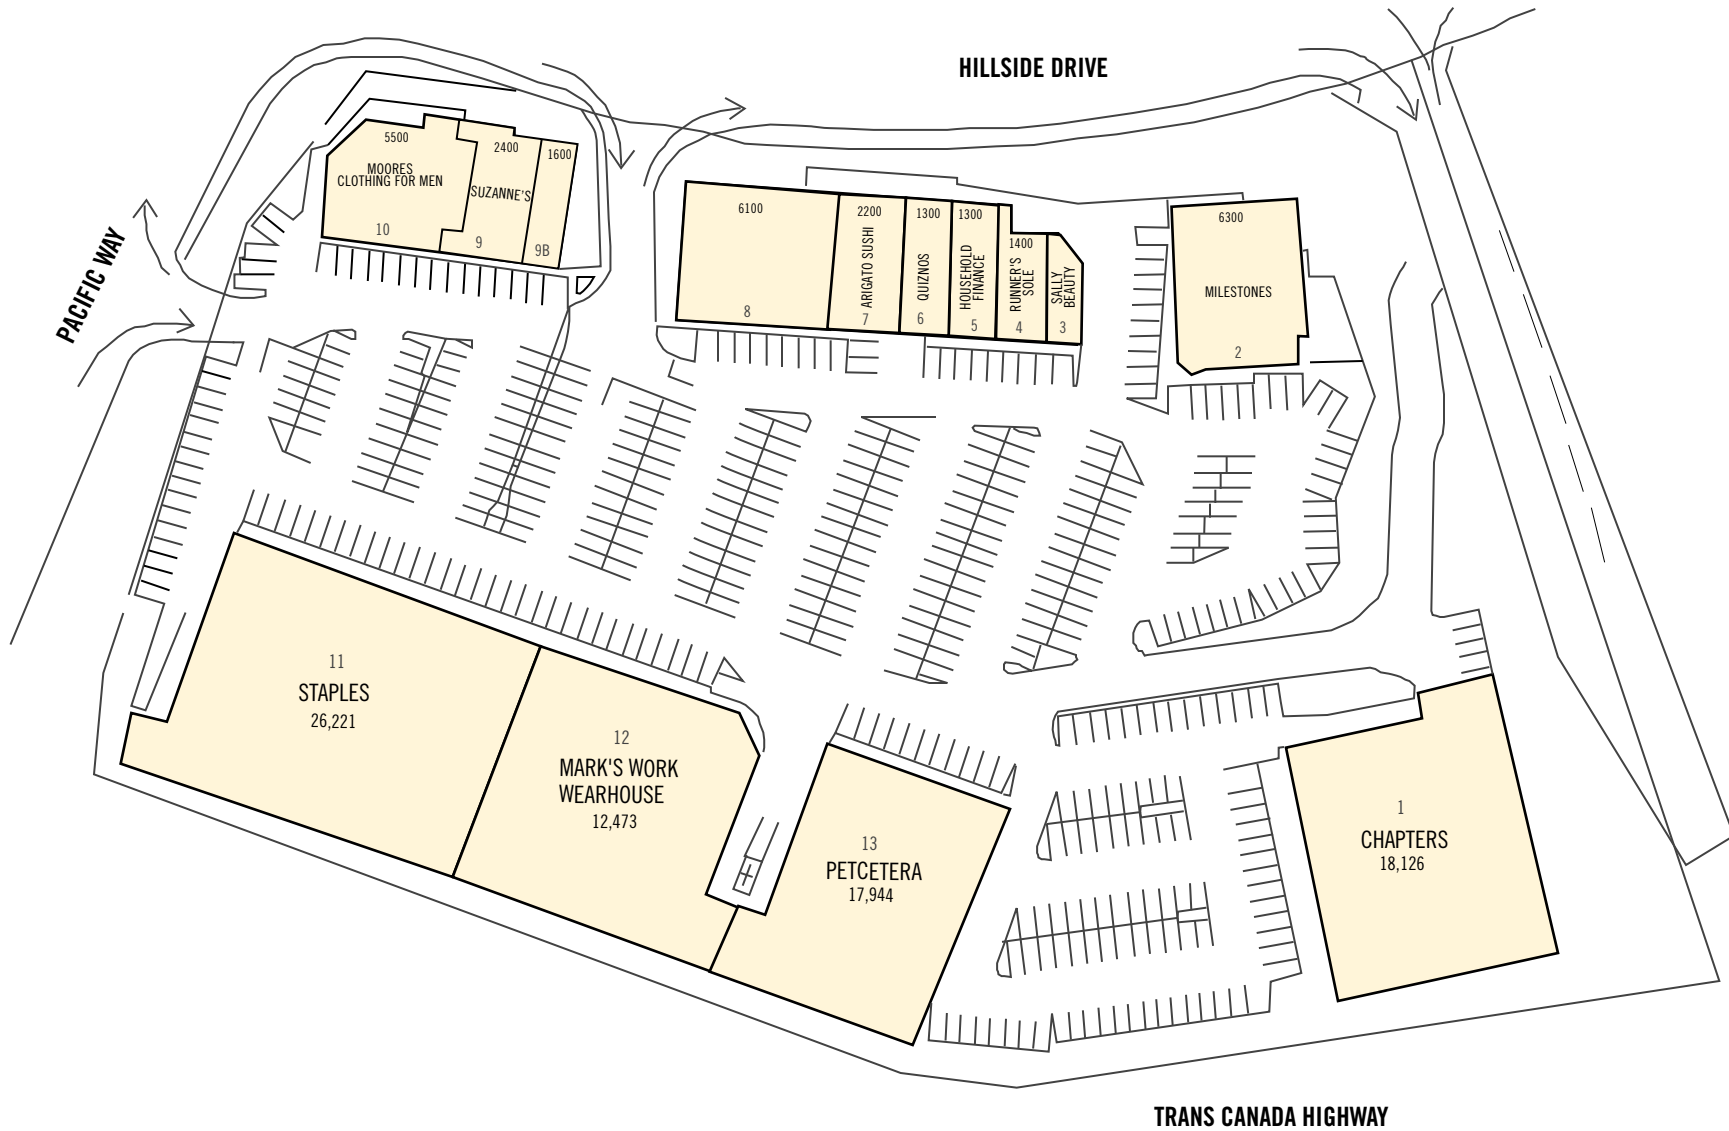 HILLSIDE DRIVE
PACIFIC WAY
5500
MOORES
CLOTHING FOR MEN
10
2400
SUZANNE'S
9
1600
9B
6100
8
2200
ARIGATO SUSHI
7
1300
QUIZNOS
6
1300
HOUSEHOLD
FINANCE
5
1400
RUNNER'S
SOLE
4
SALLY
BEAUTY
3
6300
MILESTONES
2
11
STAPLES
26,221
12
MARK'S WORK
WEARHOUSE
12,473
13
PETCETERA
17,944
1
CHAPTERS
18,126
TRANS CANADA HIGHWAY